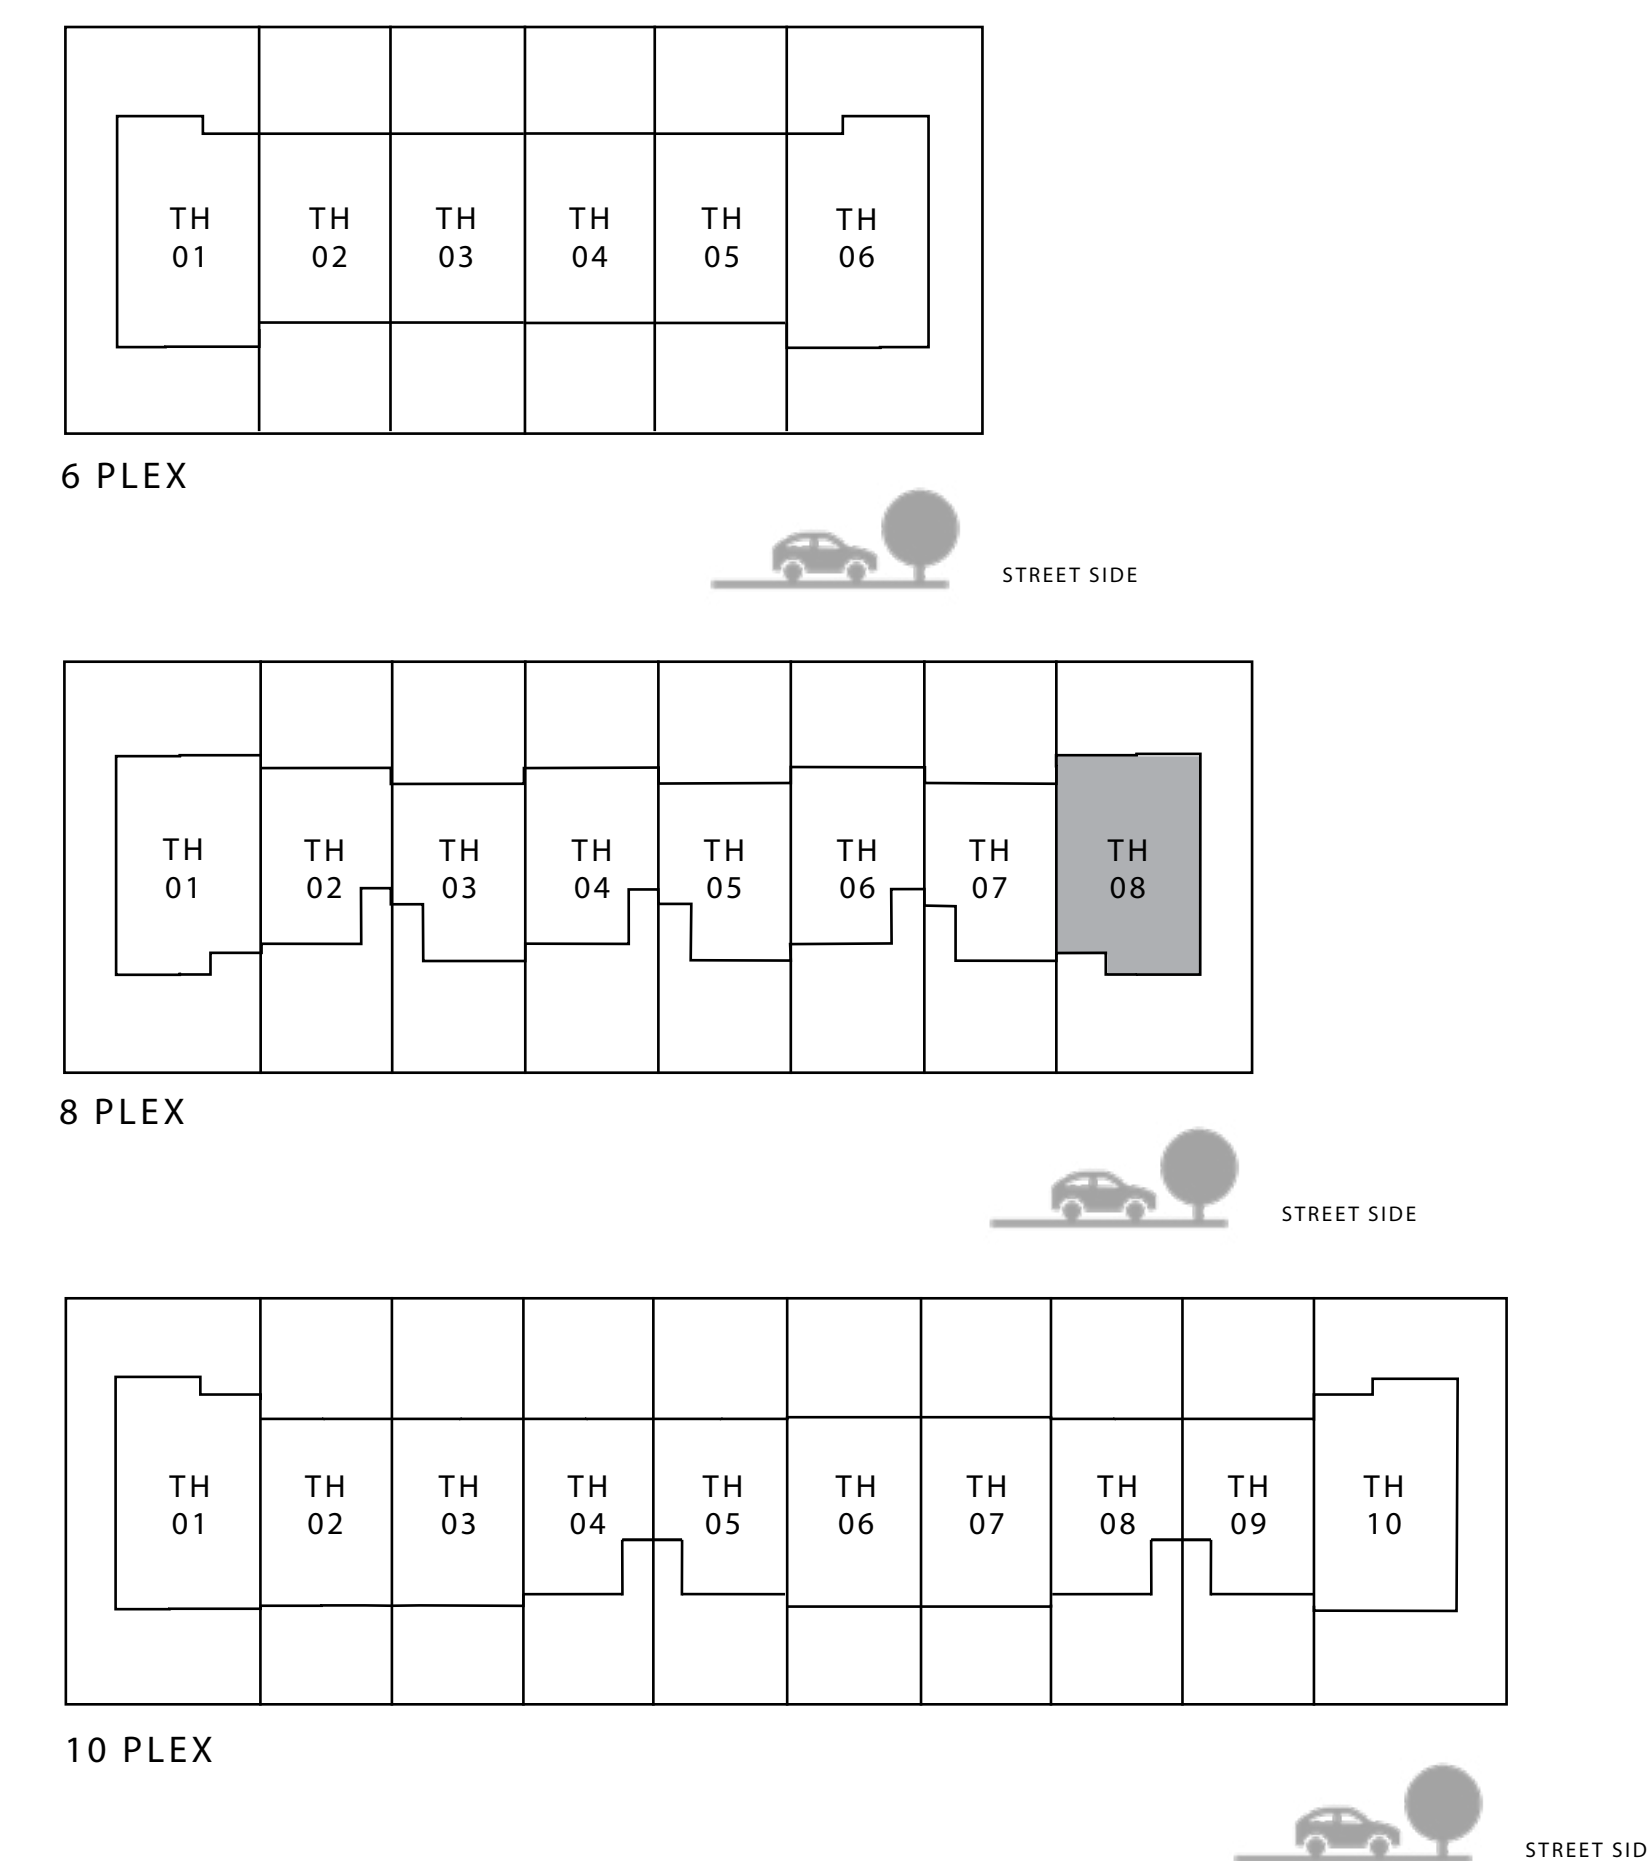 TH TH TH TH TH TH
01 02 03 04 05 06
6 PLEX
STREET SIDE
TH TH TH TH TH TH TH TH
01 02 03 04 05 06 07 08
8 PLEX
STREET SIDE
TH TH TH TH TH TH TH TH TH TH
01 02 03 04 05 06 07 08 09 10
10 PLEX
STREET SID